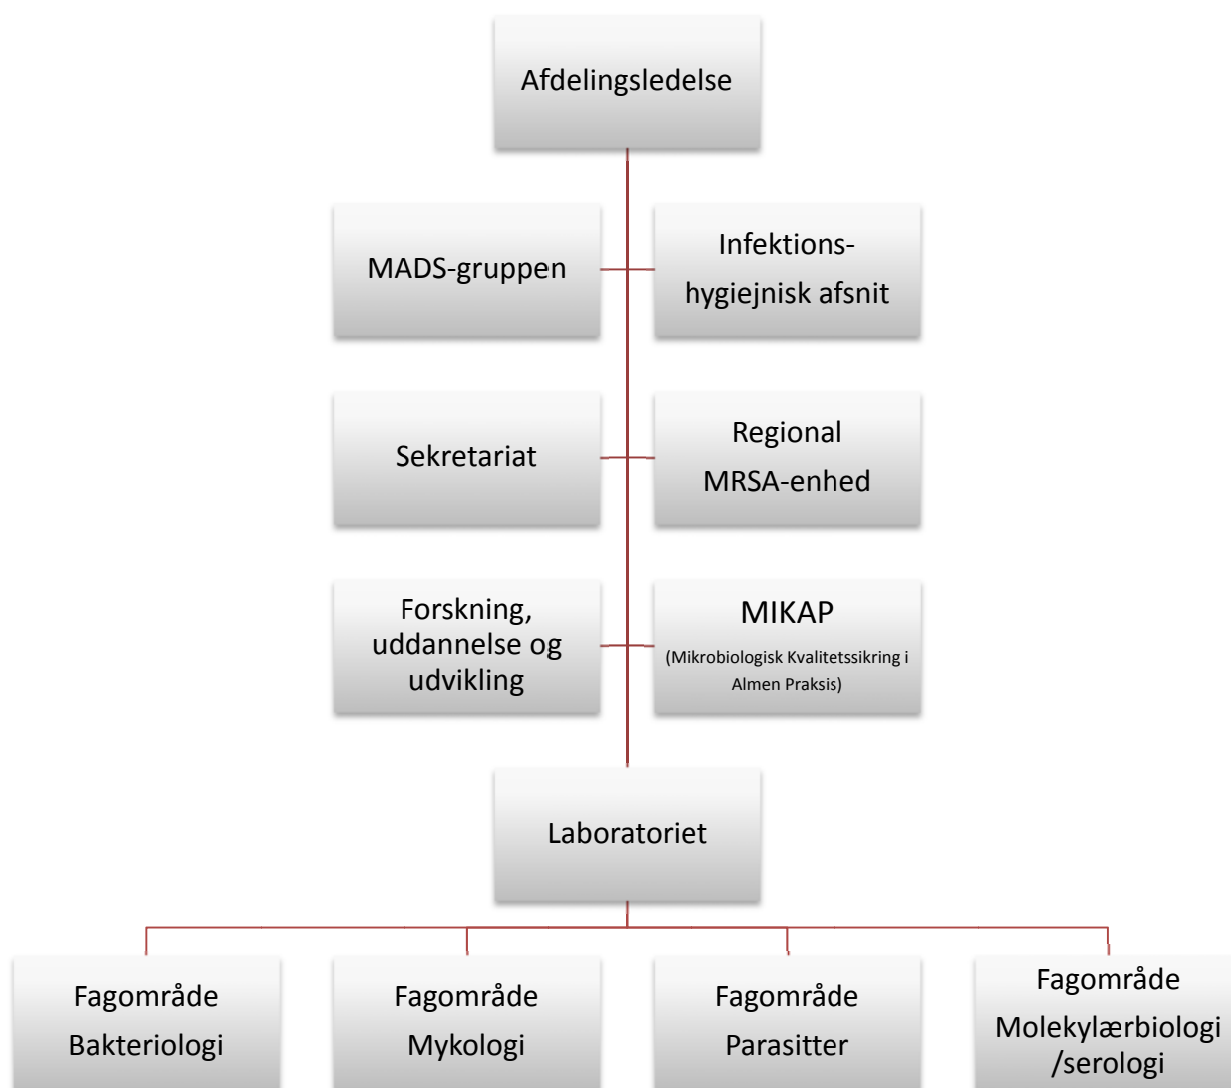 Afdelingsledelse
MADS-gruppen
Infektions-
hygiejnisk afsnit
Sekretariat
Regional
MRSA-enhed
Forskning,
uddannelse og
udvikling
MIKAP
(Mikrobiologisk Kvalitetssikring i
Almen Praksis)
Laboratoriet
Fagområde
Bakteriologi
Fagområde
Mykologi
Fagområde
Parasitter
Fagområde
Molekylærbiologi
/serologi